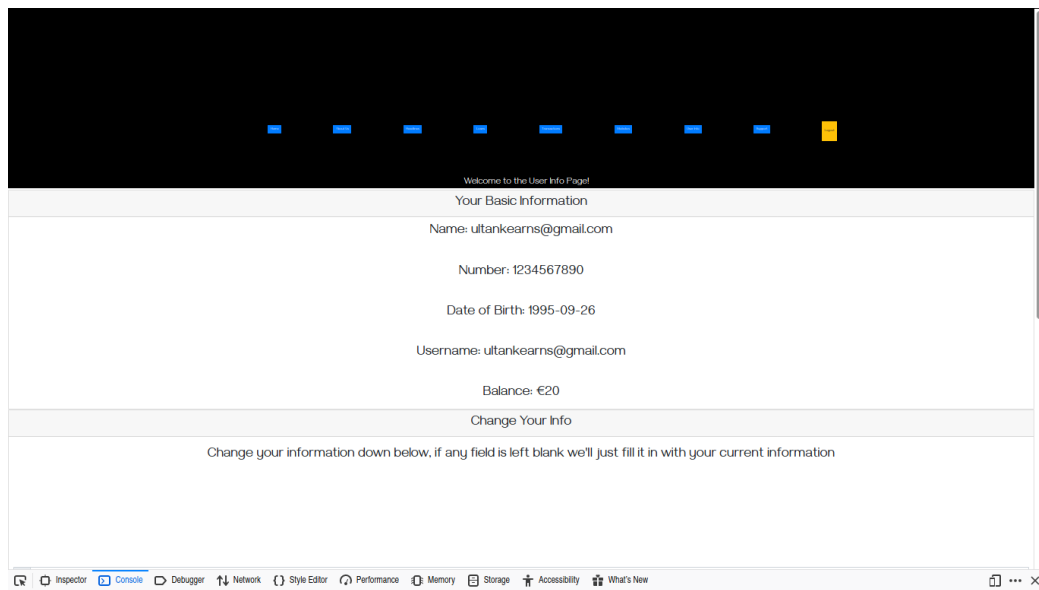 Welcome to the User Info Page!
Your Basic Information
Name: ultankearns@gmail.com
Number: 1234567890
Date of Birth: 1995-09-26
Username: ultankearns@gmail.com
Balance: €20
Change Your Info
Change your information down below, if any field is left blank we'll just fill it in with your current information
Inspector Console Debugger Network Style Editor Performance Memory Storage Accessibility What's New